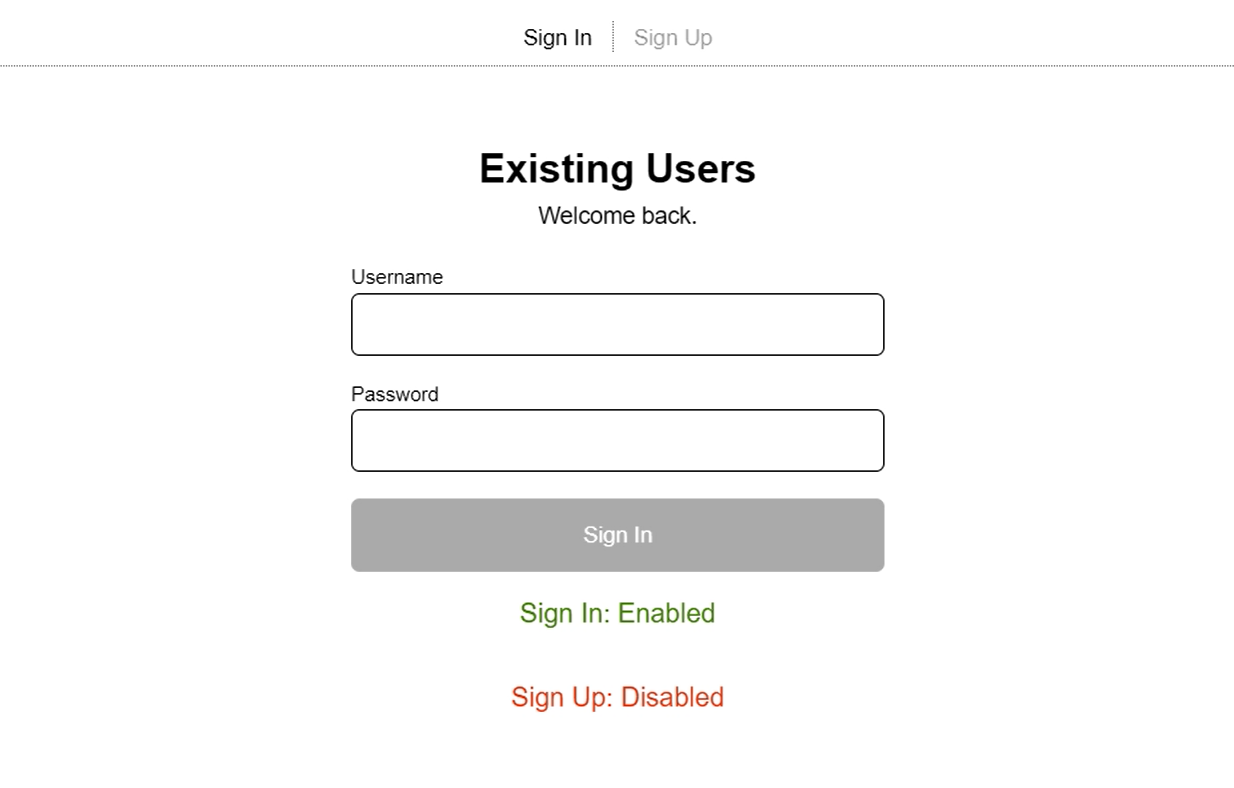 Sign In Sign Up
Existing Users
Welcome back.
Username
Password
Sign In
Sign In: Enabled
Sign Up: Disabled